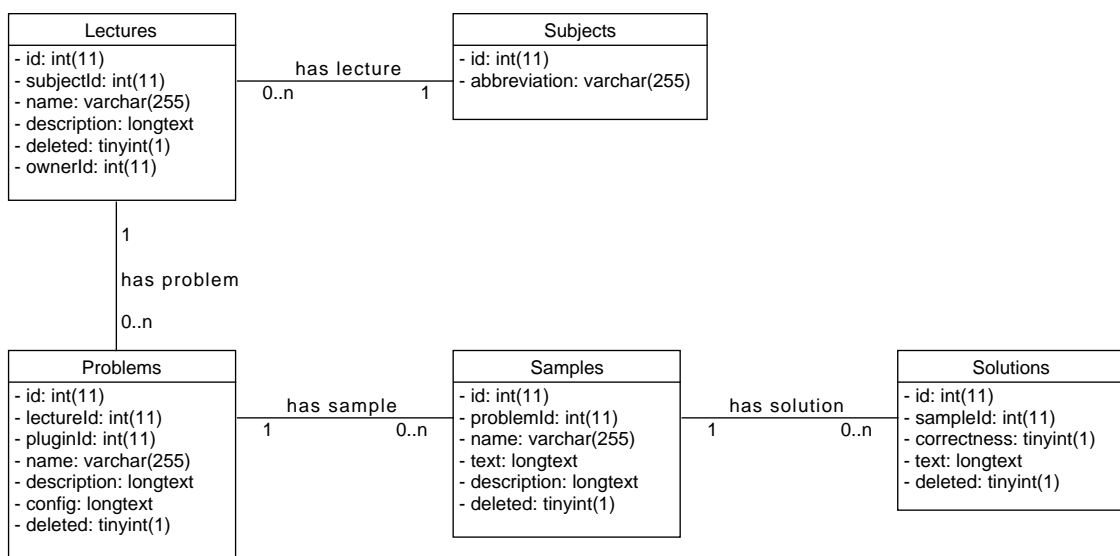 Lectures
- id: int(11)
- subjectId: int(11)
- name: varchar(255)
- description: longtext
- deleted: tinyint(1)
- ownerId: int(11)
has lecture
0..n
1
Subjects
- id: int(11)
- abbreviation: varchar(255)
1
has problem
0..n
Problems
- id: int(11)
- lectureId: int(11)
- pluginId: int(11)
- name: varchar(255)
- description: longtext
- config: longtext
- deleted: tinyint(1)
has sample
1
0..n
Samples
- id: int(11)
- problemId: int(11)
- name: varchar(255)
- text: longtext
- description: longtext
- deleted: tinyint(1)
has solution
1
0..n
Solutions
- id: int(11)
- sampleId: int(11)
- correctness: tinyint(1)
- text: longtext
- deleted: tinyint(1)